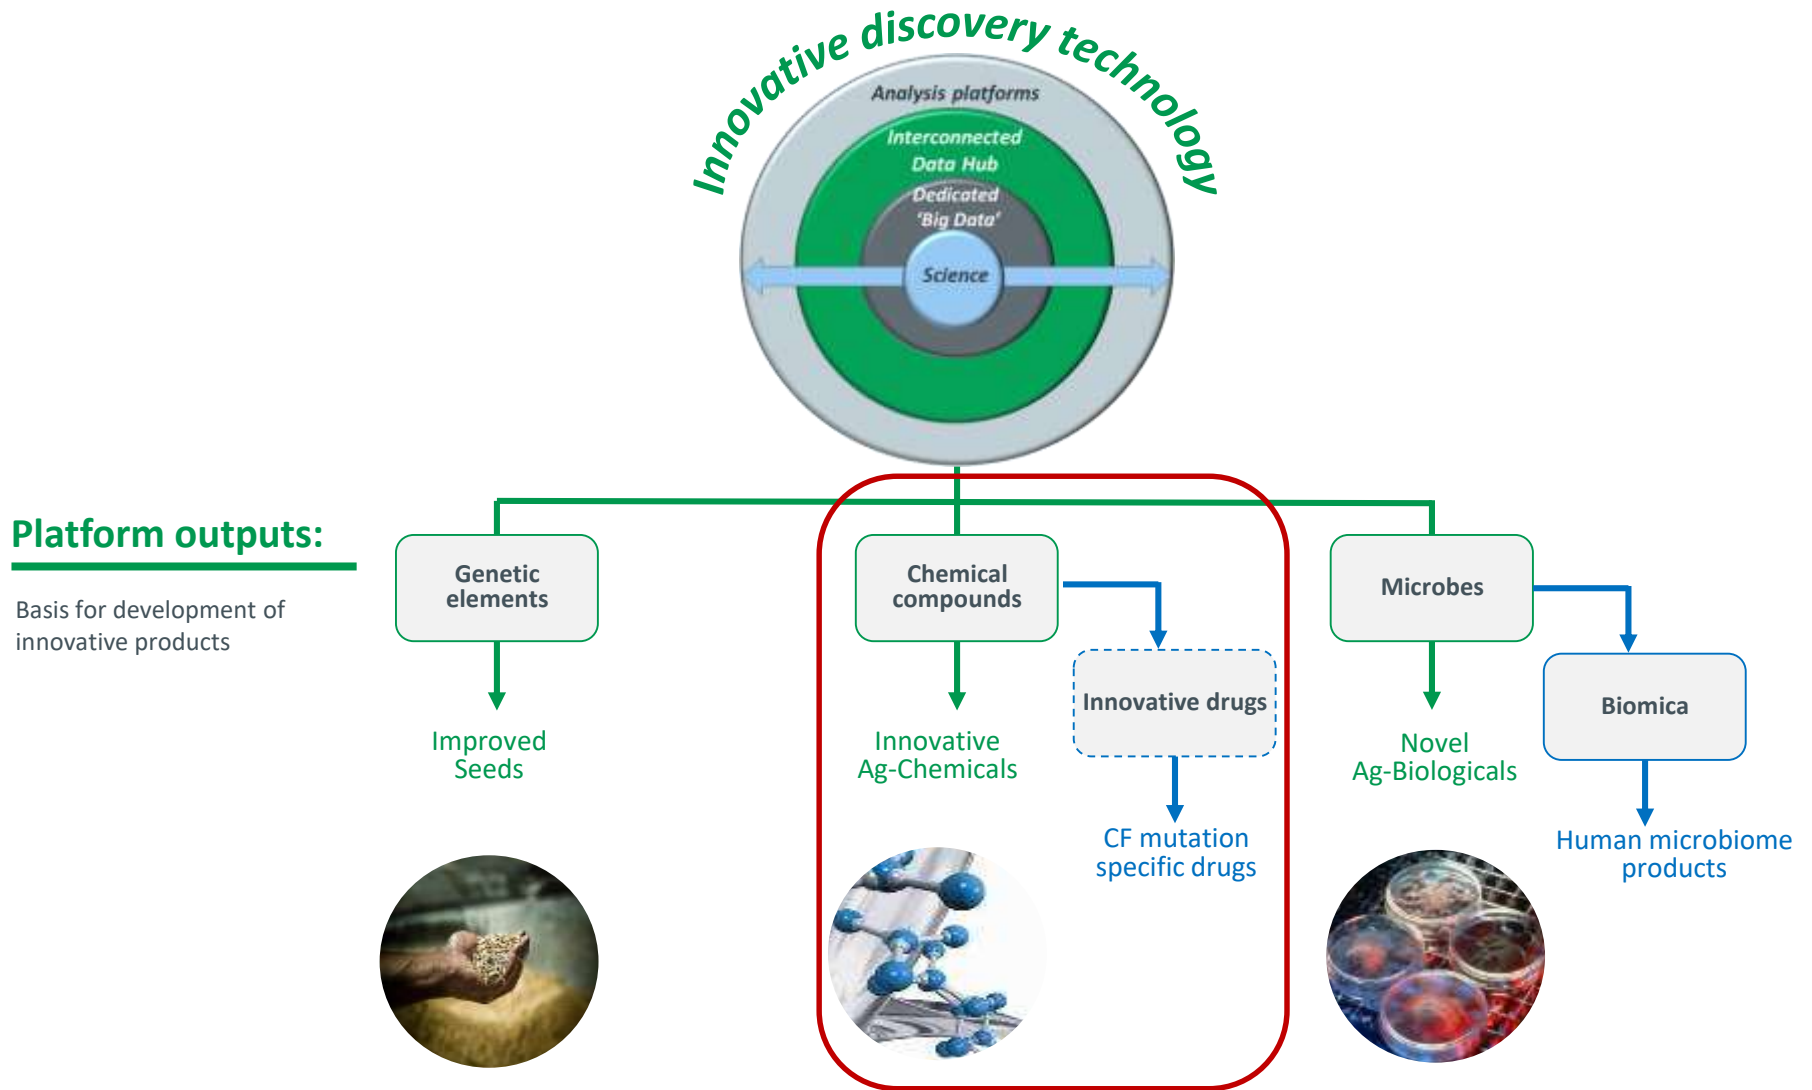 Innovative discovery technology
Analysis platforms
Interconnected
Data Hub
Dedicated
‘Big Data’
Science
Platform outputs:
Basis for development of
innovative products
Genetic
elements
Improved
Seeds
Chemical
compounds
Innovative
Ag-Chemicals
Innovative drugs
CF mutation
specific drugs
Microbes
Novel
Ag-Biologicals
Biomica
Human microbiome
products